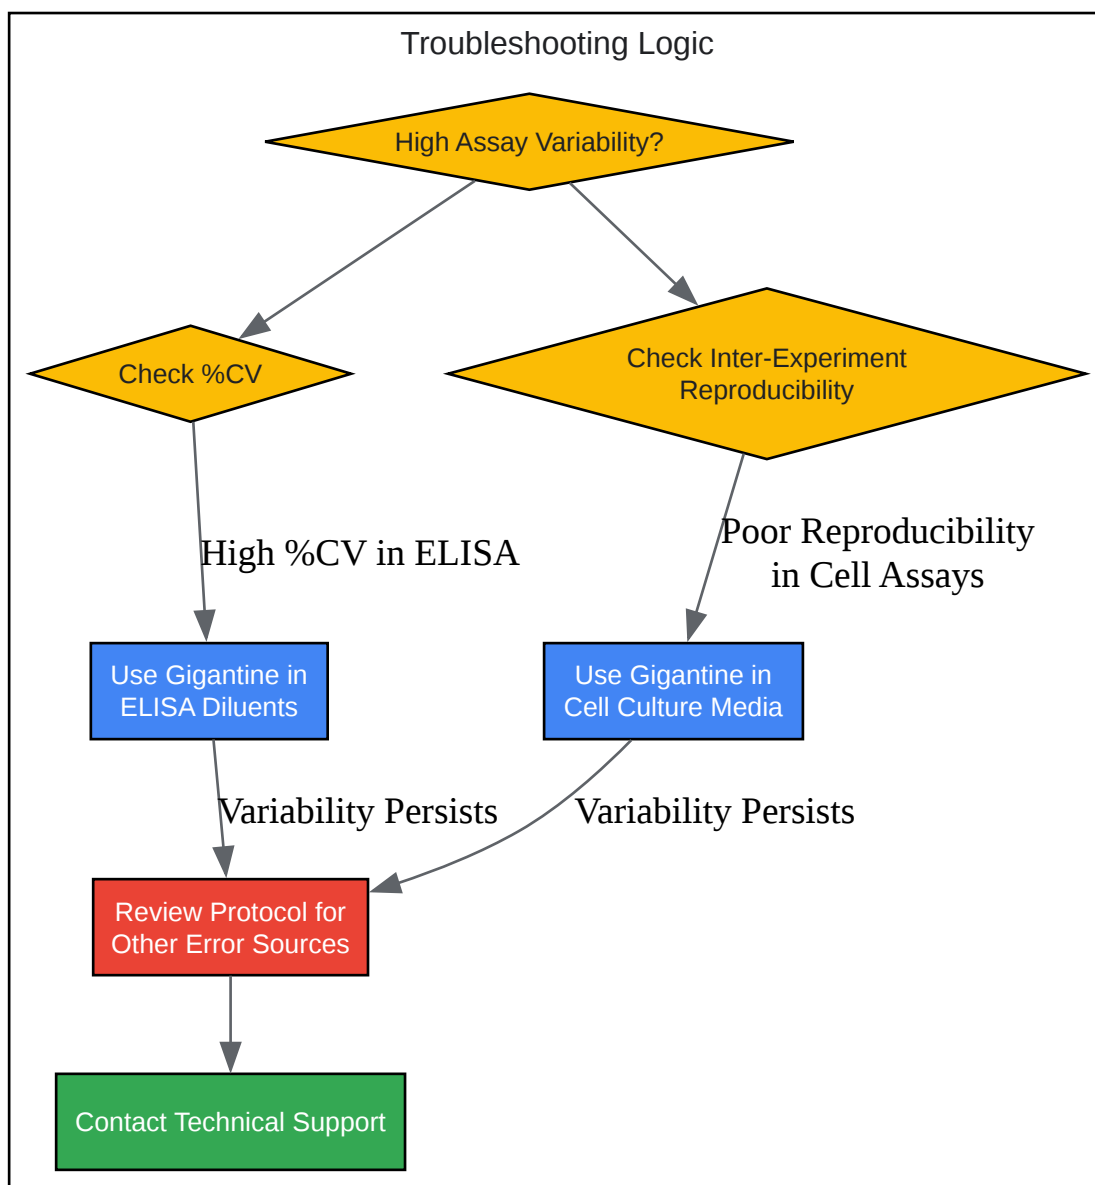 Troubleshooting Logic
High Assay Variability?
Check %CV
Check Inter-Experiment
Reproducibility
High %CV in ELISA
Poor Reproducibility
in Cell Assays
Use Gigantine in
ELISA Diluents
Use Gigantine in
Cell Culture Media
Variability Persists
Variability Persists
Review Protocol for
Other Error Sources
Contact Technical Support